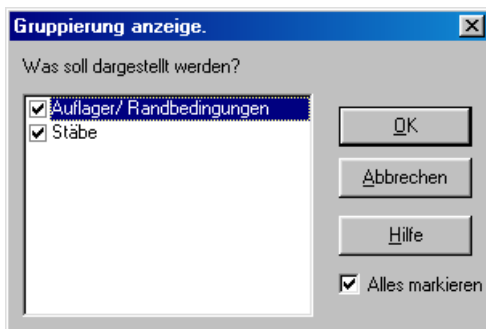 Gruppierung anzeige.
Was soll dargestellt werden?
Auflager/ Randbedingungen
Stäbe
OK
Abbrechen
Hilfe
Alles markieren